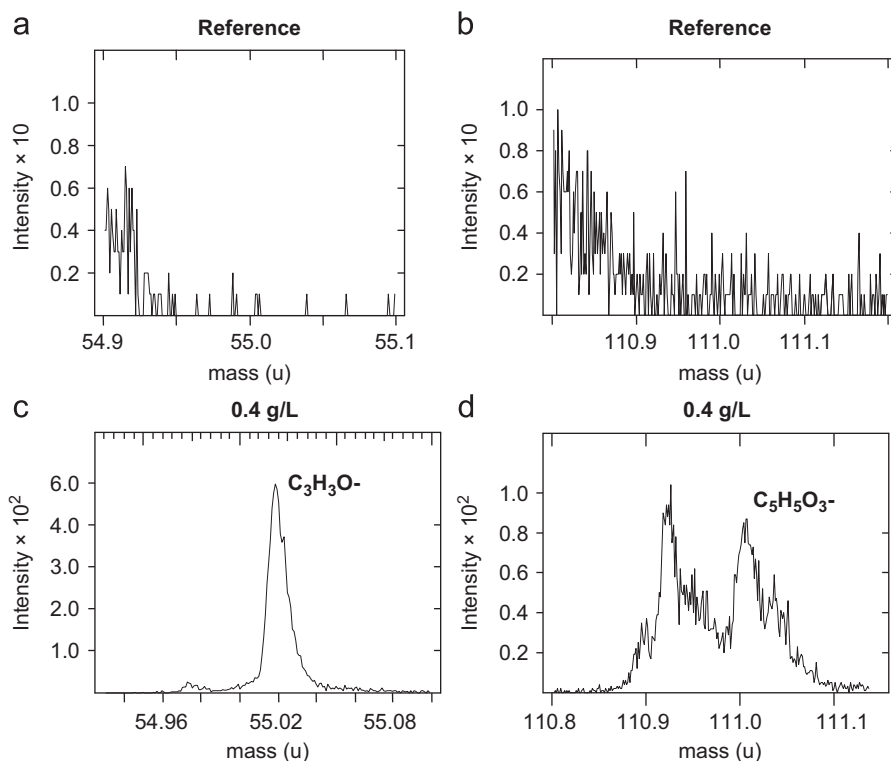 a
Reference
Intensity × 10
1.0
0.8
0.6
0.4
0.2
54.9
55.0
55.1
mass (u)
b
Reference
Intensity × 10
1.0
0.8
0.6
0.4
0.2
110.9
111.0
111.1
mass (u)
c
0.4 g/L
Intensity × 10²
6.0
4.0
3.0
1.0
C₃H₃O-
54.96
55.02
55.08
mass (u)
d
0.4 g/L
Intensity × 10²
1.0
0.8
0.6
0.4
0.2
C₅H₅O₃-
110.8
110.9
111.0
111.1
mass (u)